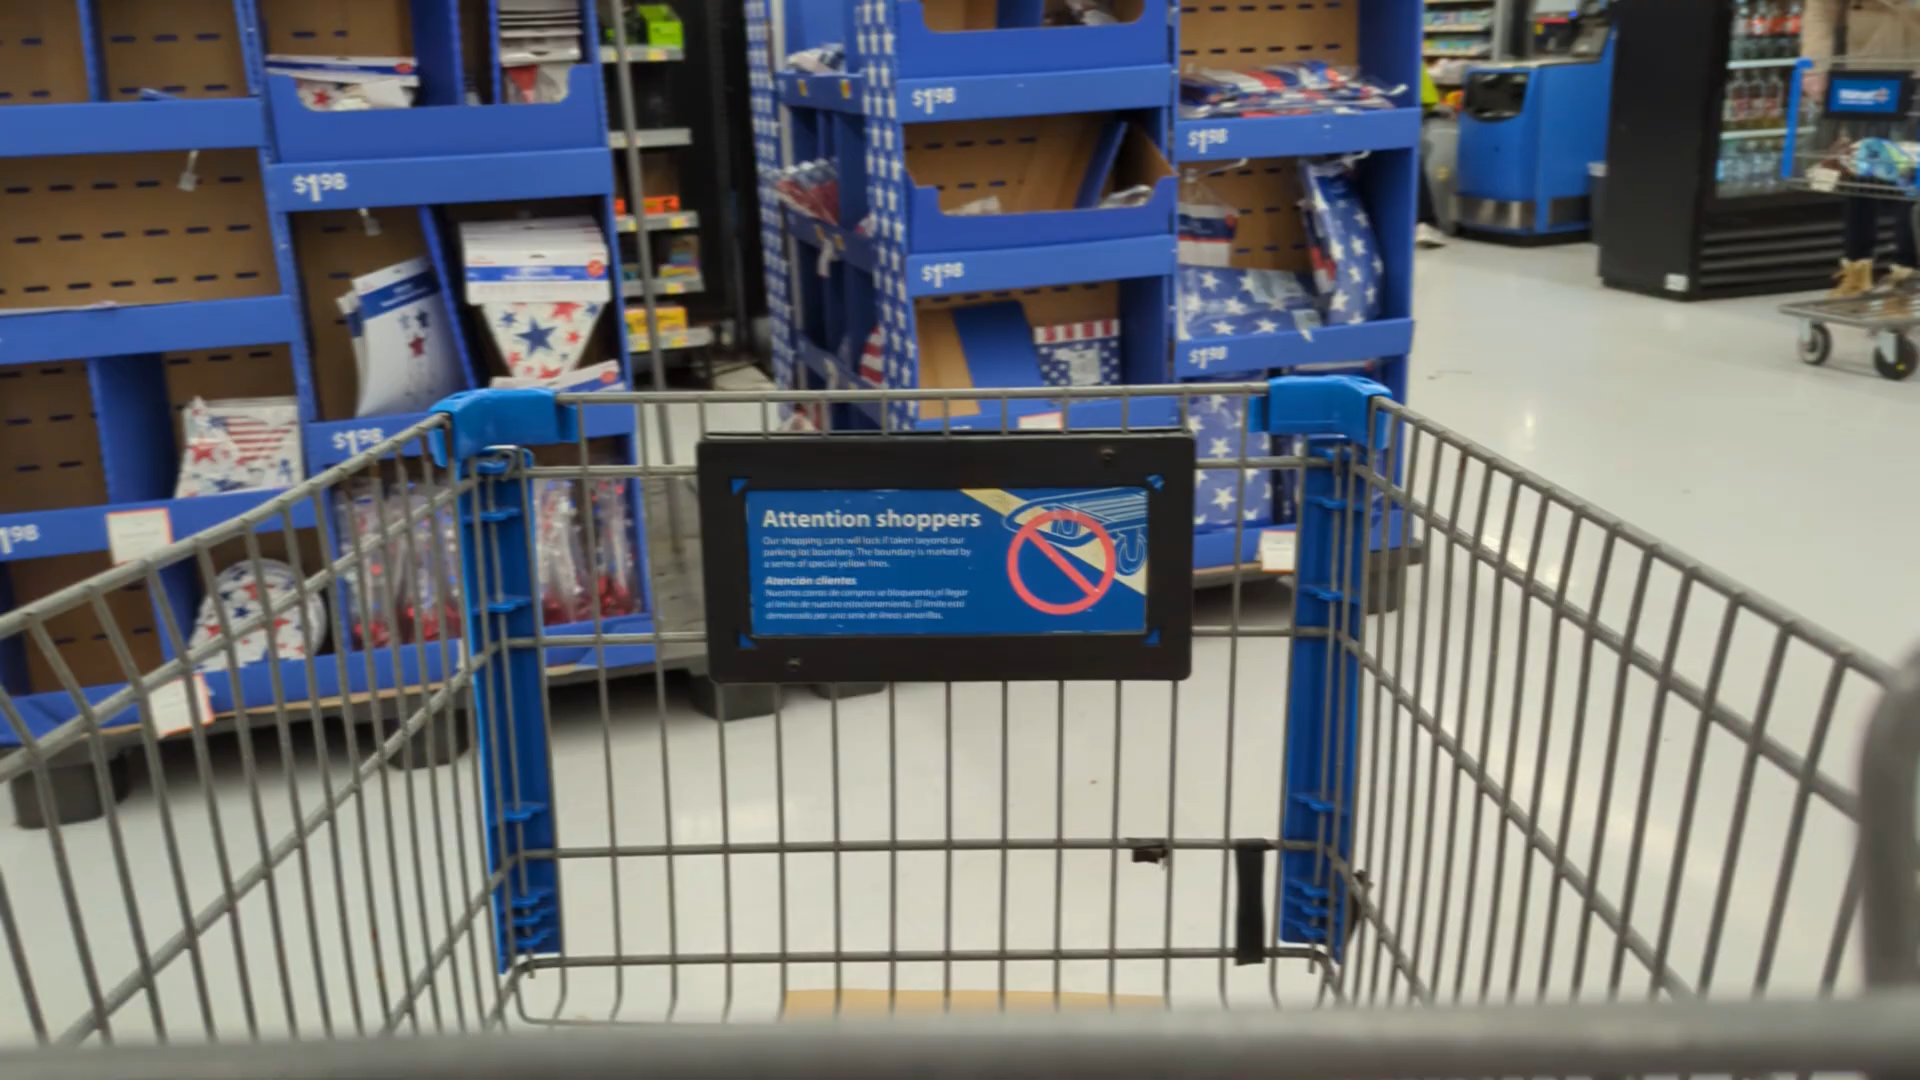 $1.98
$1.98
$1.98
$1.98
$1.98
$1.98
$1.98
Walmart
Attention shoppers
Our shopping carts will lock if taken beyond our
parking lot boundary. The boundary is marked by
a series of special yellow lines.
Atención clientes
Nuestros carros de compras se bloquearán al llegar
al límite de nuestro estacionamiento. El límite está
demarcado por una serie de líneas amarillas.